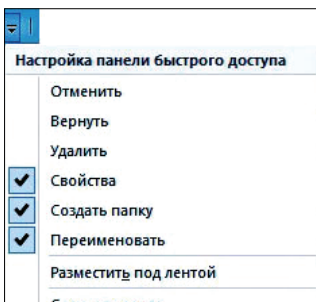 Настройка панели быстрого доступа
Отменить
Вернуть
Удалить
Свойства
Создать папку
Переименовать
Разместить под лентой